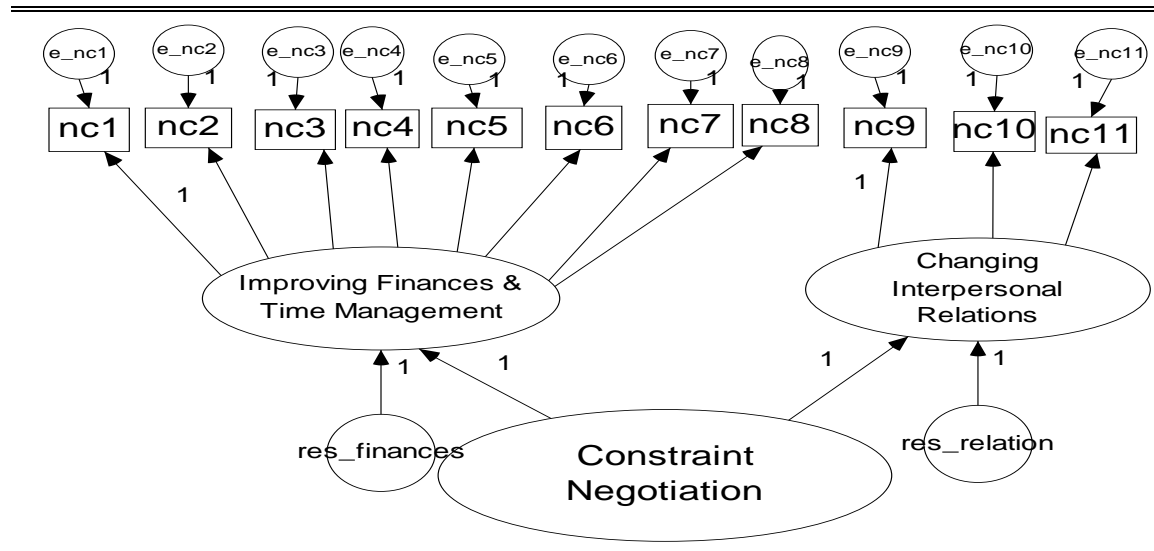 e_nc1
e_nc2
e_nc3
e_nc4
e_nc5
e_nc6
e_nc7
e_nc8
e_nc9
e_nc10
e_nc11
1
1
1
1
1
1
1
1
1
1
1
nc1
nc2
nc3
nc4
nc5
nc6
nc7
nc8
nc9
nc10
nc11
1
1
Improving Finances &
Time Management
Changing
Interpersonal
Relations
1
1
1
1
res_finances
Constraint
Negotiation
res_relation